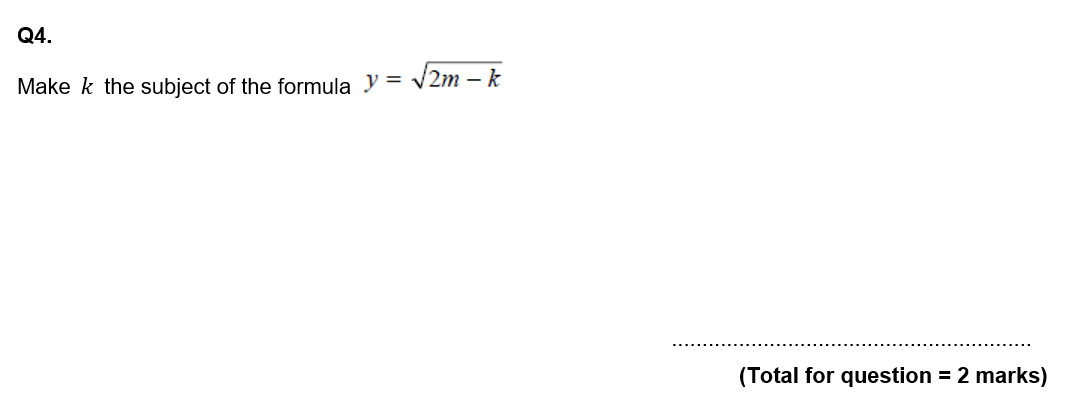 Q4.
Make k the subject of the formula y = √2m – k
(Total for question = 2 marks)